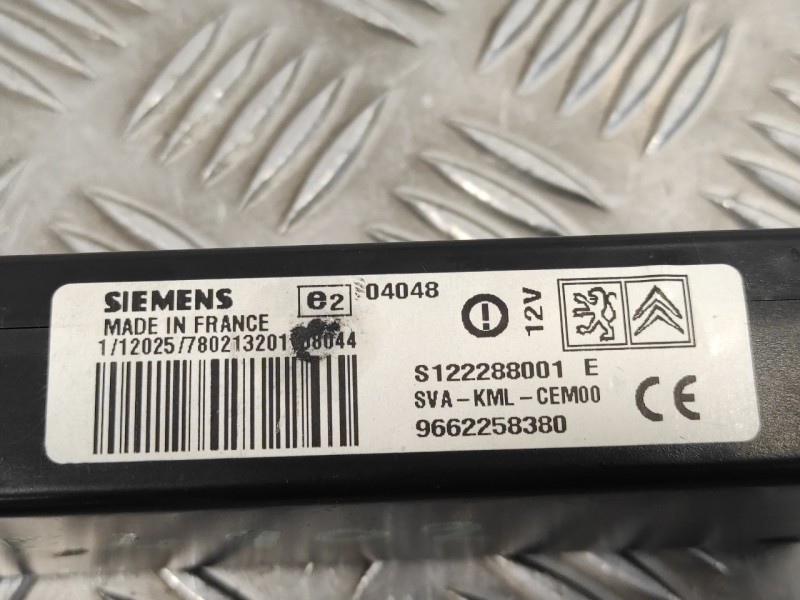 SIEMENS e2 04048
MADE IN FRANCE
12V
S122288001 E
SVA-KML-CEM00
CE
9662258380